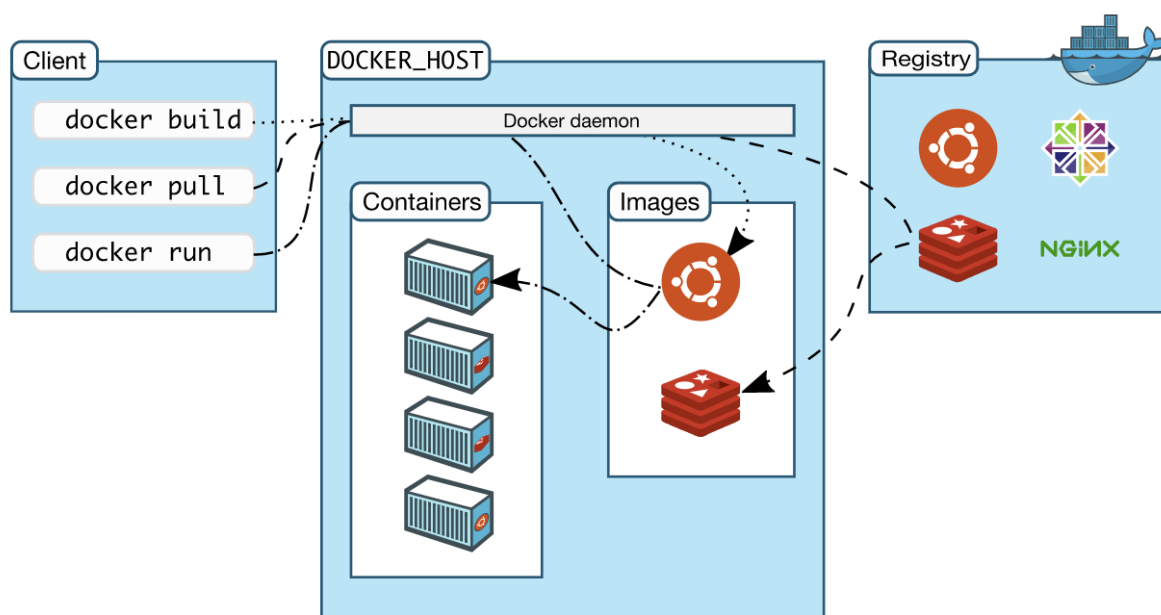 Client
docker build
docker pull
docker run
DOCKER_HOST
Docker daemon
Containers
Images
Registry
NGINX